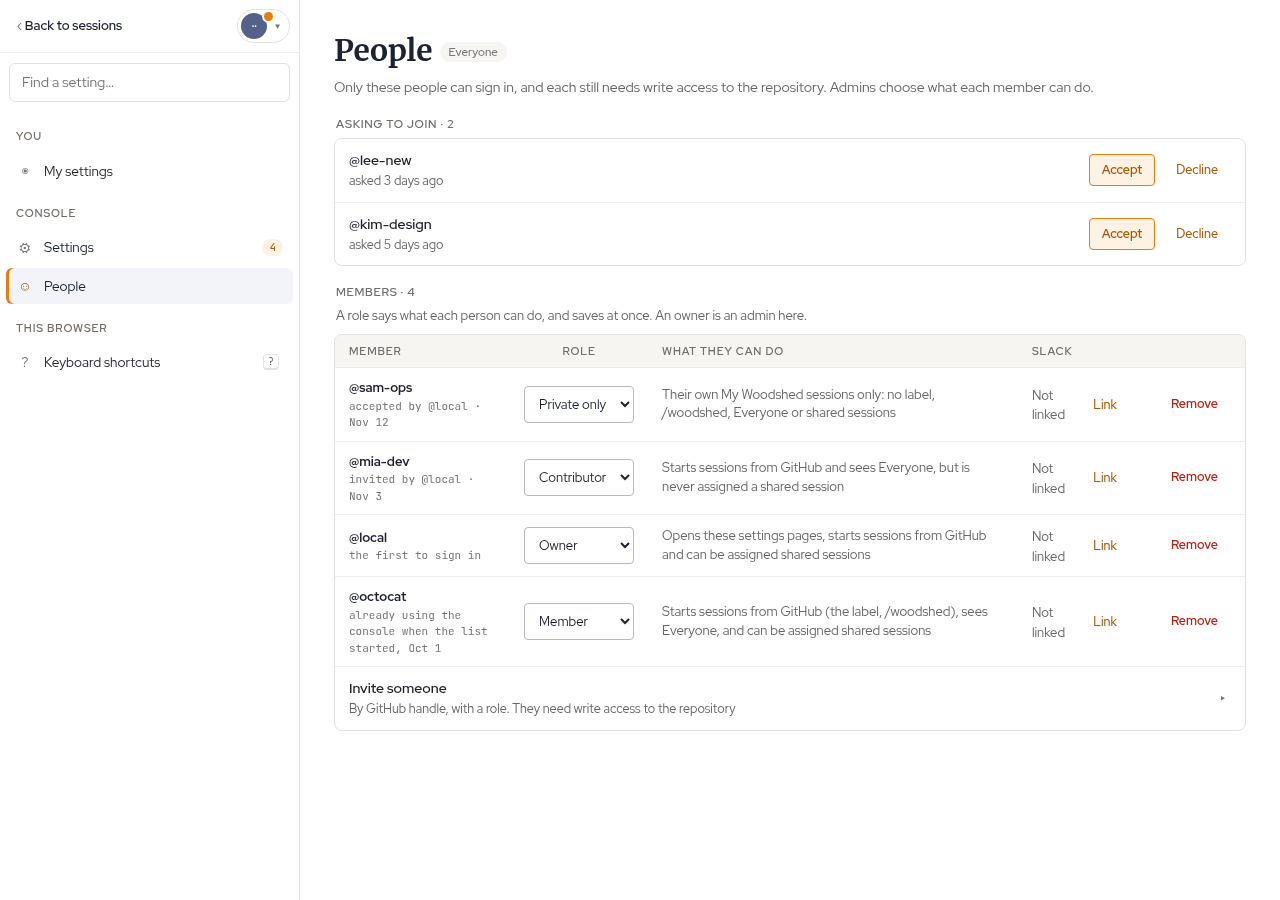 ‹ Back to sessions
Find a setting...
YOU
My settings
CONSOLE
Settings 4
People
THIS BROWSER
? Keyboard shortcuts ?
People Everyone
Only these people can sign in, and each still needs write access to the repository. Admins choose what each member can do.
ASKING TO JOIN · 2
@lee-new
asked 3 days ago
Accept Decline
@kim-design
asked 5 days ago
Accept Decline
MEMBERS · 4
A role says what each person can do, and saves at once. An owner is an admin here.
MEMBER ROLE WHAT THEY CAN DO SLACK
@sam-ops
accepted by @local ·
Nov 12
Private only
Their own My Woodshed sessions only: no label,
/woodshed, Everyone or shared sessions
Not
linked
Link Remove
@mia-dev
invited by @local ·
Nov 3
Contributor
Starts sessions from GitHub and sees Everyone, but is
never assigned a shared session
Not
linked
Link Remove
@local
the first to sign in
Owner
Opens these settings pages, starts sessions from GitHub
and can be assigned shared sessions
Not
linked
Link Remove
@octocat
already using the
console when the list
started, Oct 1
Member
Starts sessions from GitHub (the label, /woodshed), sees
Everyone, and can be assigned shared sessions
Not
linked
Link Remove
Invite someone
By GitHub handle, with a role. They need write access to the repository